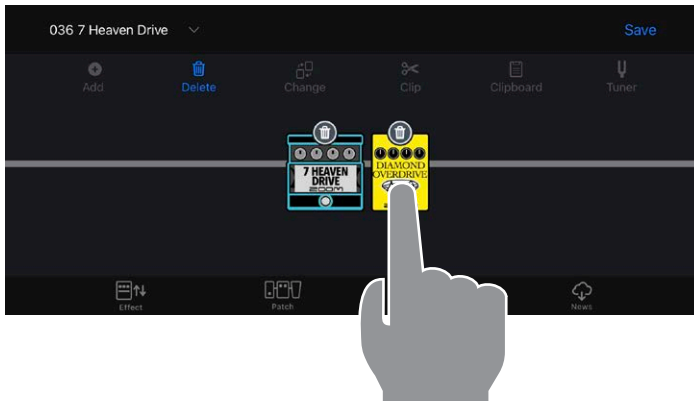 036 7 Heaven Drive
Save
Add
Delete
Change
Clip
Clipboard
Tuner
7 HEAVEN
DRIVE
ZOOM
DIAMOND
OVERDRIVE
Effect
Patch
News